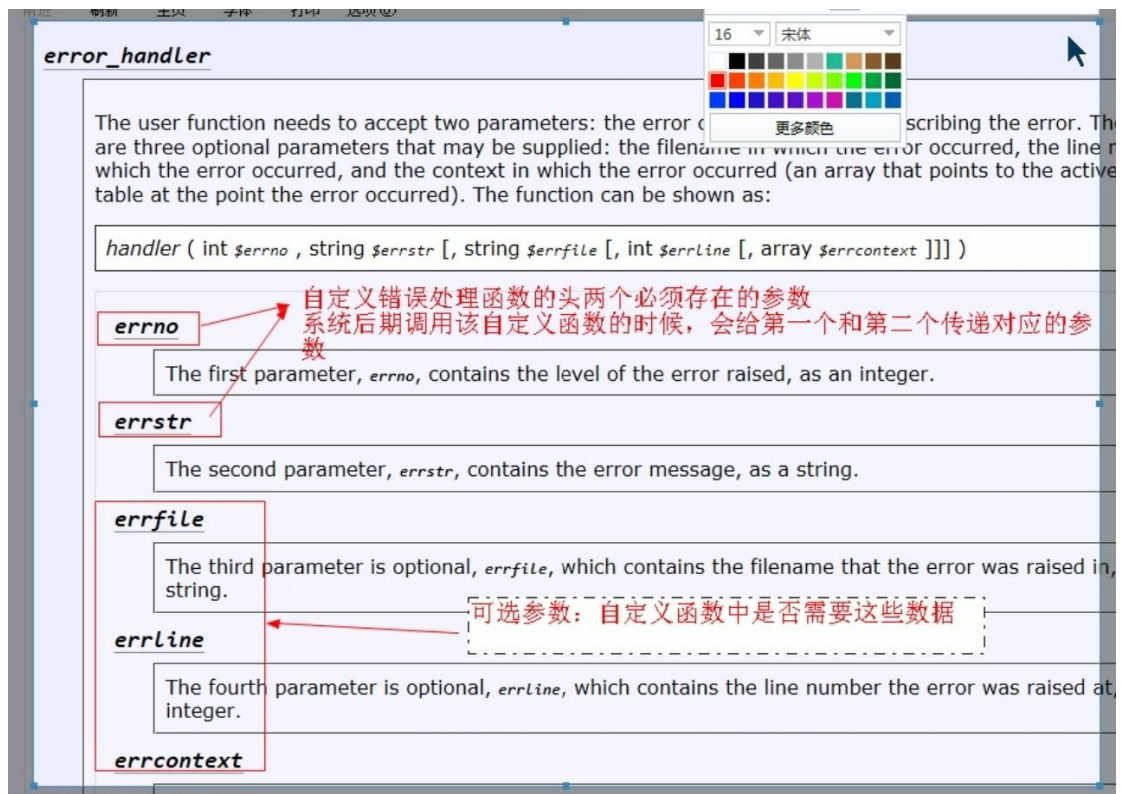 刷新 主页 字体 打印 选项(O)
16 宋体
更多颜色
error_handler
The user function needs to accept two parameters: the error scribing the error.
are three optional parameters that may be supplied: the filename in which the error occurred, the line
which the error occurred, and the context in which the error occurred (an array that points to the active
table at the point the error occurred). The function can be shown as:
handler ( int $errno , string $errstr [, string $errfile [, int $errline [, array $errcontext ]]] )
自定义错误处理函数的头两个必须存在的参数
系统后期调用该自定义函数的时候，会给第一个和第二个传递对应的参
数
errno
The first parameter, errno, contains the level of the error raised, as an integer.
errstr
The second parameter, errstr, contains the error message, as a string.
errfile
The third parameter is optional, errfile, which contains the filename that the error was raised in,
string.
可选参数：自定义函数中是否需要这些数据
errline
The fourth parameter is optional, errline, which contains the line number the error was raised at,
integer.
errcontext